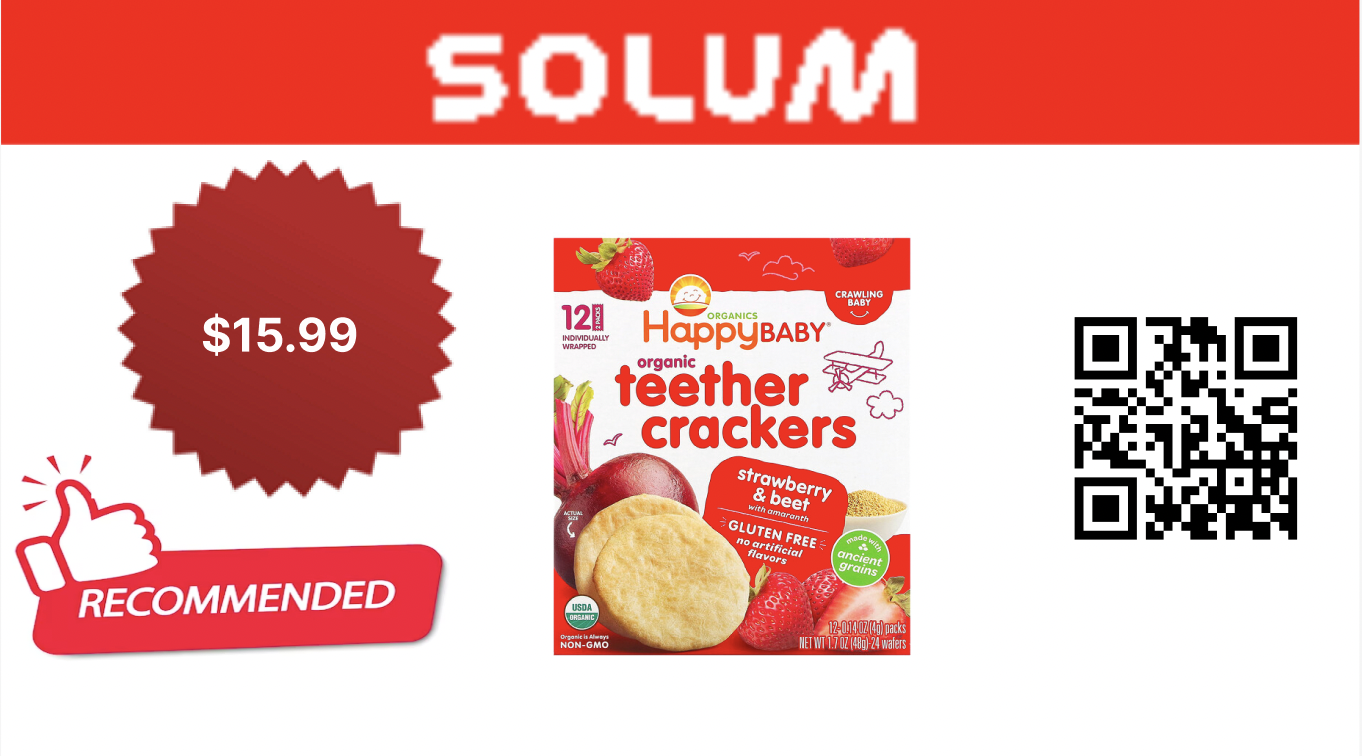 SOLUM
$15.99
RECOMMENDED
12 2 PACKS
INDIVIDUALLY
WRAPPED
ORGANICS
HappyBABY®
CRAWLING
BABY
organic
teether
crackers
strawberry
& beet
with amaranth
GLUTEN FREE
no artificial
flavors
made with
ancient
grains
ACTUAL
SIZE
USDA
ORGANIC
Organic is Always
NON-GMO
12-0.14 OZ (4g) packs
NET WT 1.7 OZ (48g) 24 wafers